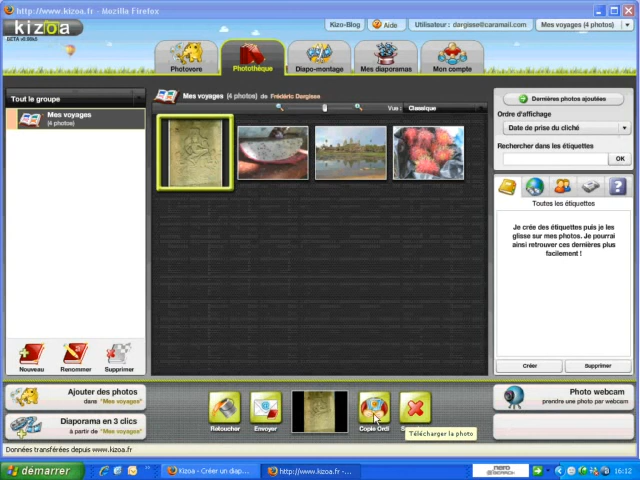 http://www.kizoa.fr - Mozilla Firefox
kizoa
BETA
Kizo-Blog
Aide
Utilisateur : dargisse@caramail.com
Mes voyages (4 photos)
Photovore
Photothèque
Diapo-montage
Mes diaporamas
Mon compte
Tout le groupe
Mes voyages
(4 photos)
Mes voyages (4 photos) de Frédéric Dargisse
Vue : Classique
Dernières photos ajoutées
Ordre d'affichage
Date de prise du cliché
Rechercher dans les étiquettes
OK
Toutes les étiquettes
Je crée des étiquettes puis je les
glisse sur mes photos. Je pourrai
ainsi retrouver ces dernières plus
facilement !
Créer
Supprimer
Nouveau
Renommer
Supprimer
Ajouter des photos
dans "Mes voyages"
Diaporama en 3 clics
à partir de "Mes voyages"
Retoucher
Envoyer
Copie Ordi
Télécharger la photo
Photo webcam
prendre une photo par webcam
Données transférées depuis www.kizoa.fr
démarrer
Kizoa - Créer un diap...
http://www.kizoa.fr -...
nero
SEARCH
16:12